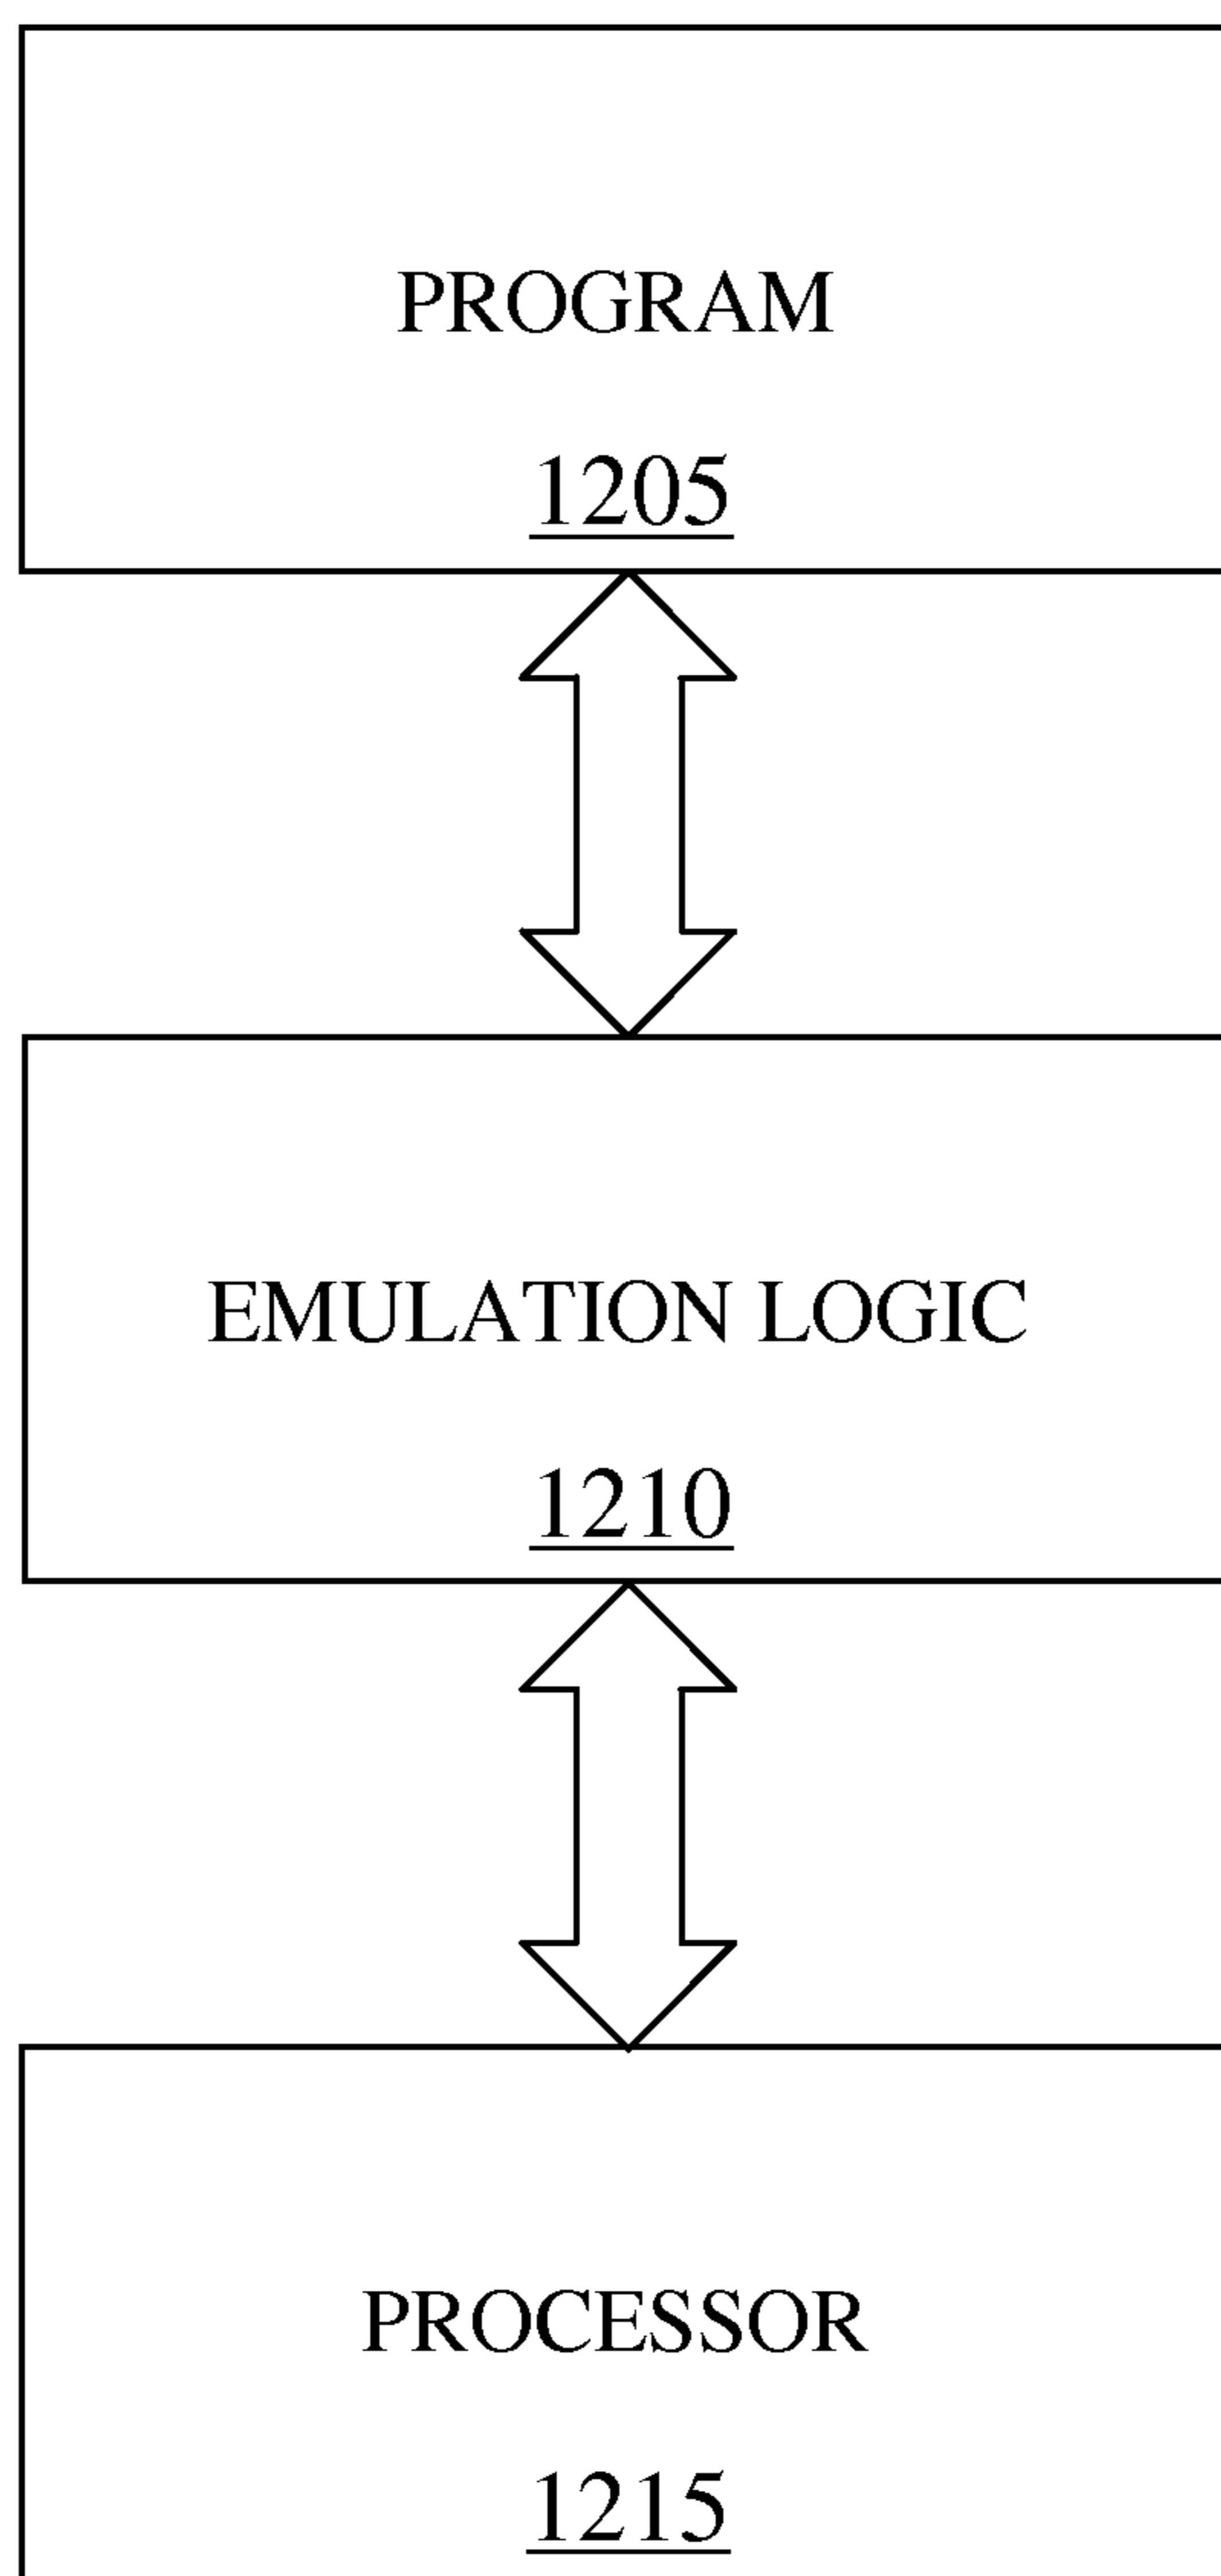 PROGRAM
1205
EMULATION LOGIC
1210
PROCESSOR
1215